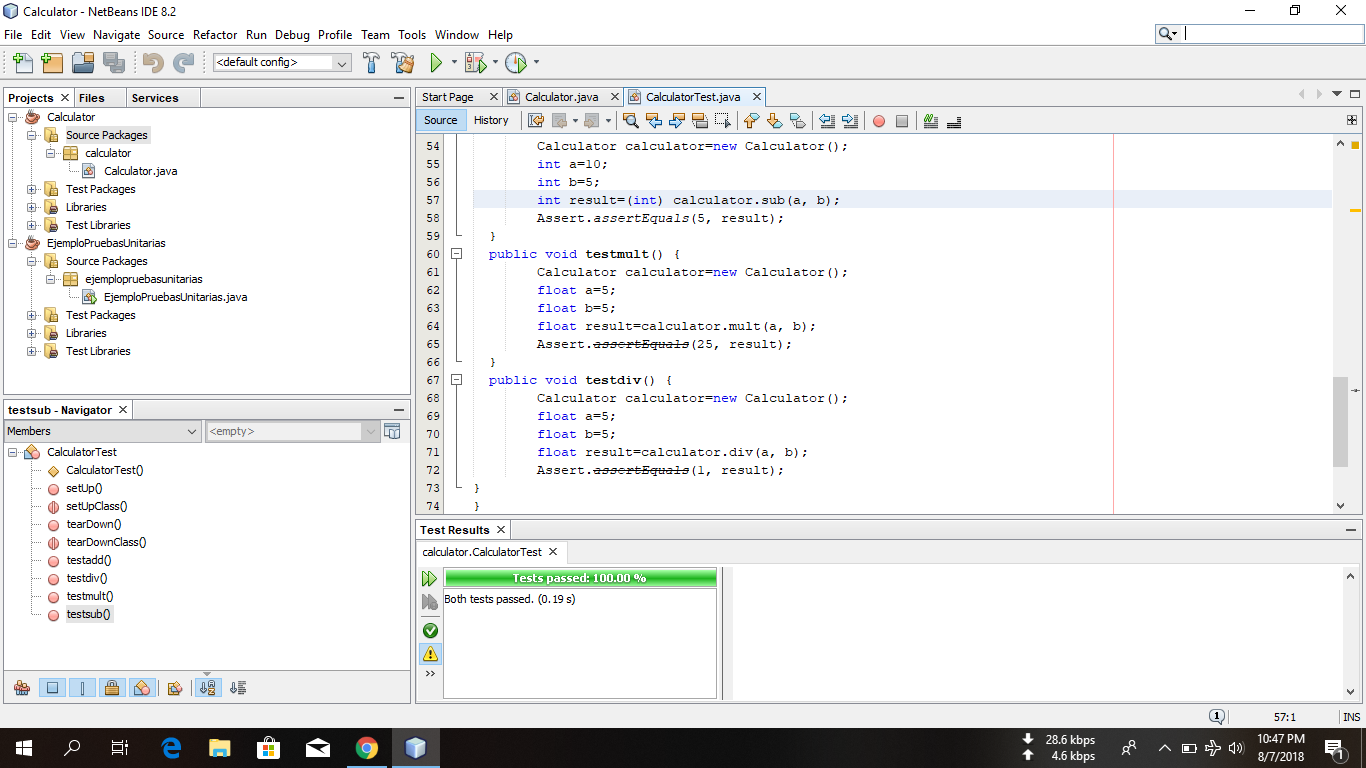 Calculator - NetBeans IDE 8.2
File Edit View Navigate Source Refactor Run Debug Profile Team Tools Window Help
<default config>
Projects Files Services
Calculator
Source Packages
calculator
Calculator.java
Test Packages
Libraries
Test Libraries
EjemploPruebasUnitarias
Source Packages
ejemplopruebasunitarias
EjemploPruebasUnitarias.java
Test Packages
Libraries
Test Libraries
testsub - Navigator
Members <empty>
CalculatorTest
CalculatorTest()
setUp()
setUpClass()
tearDown()
tearDownClass()
testadd()
testdiv()
testmult()
testsub()
Start Page Calculator.java CalculatorTest.java
Source History
54 Calculator calculator=new Calculator();
55 int a=10;
56 int b=5;
57 int result=(int) calculator.sub(a, b);
58 Assert.assertEquals(5, result);
59 }
60 public void testmult() {
61 Calculator calculator=new Calculator();
62 float a=5;
63 float b=5;
64 float result=calculator.mult(a, b);
65 Assert.assertEquals(25, result);
66 }
67 public void testdiv() {
68 Calculator calculator=new Calculator();
69 float a=5;
70 float b=5;
71 float result=calculator.div(a, b);
72 Assert.assertEquals(1, result);
73 }
74 }
Test Results
calculator.CalculatorTest
Tests passed: 100.00 %
Both tests passed. (0.19 s)
1 57:1 INS
28.6 kbps
4.6 kbps
10:47 PM
8/7/2018
1